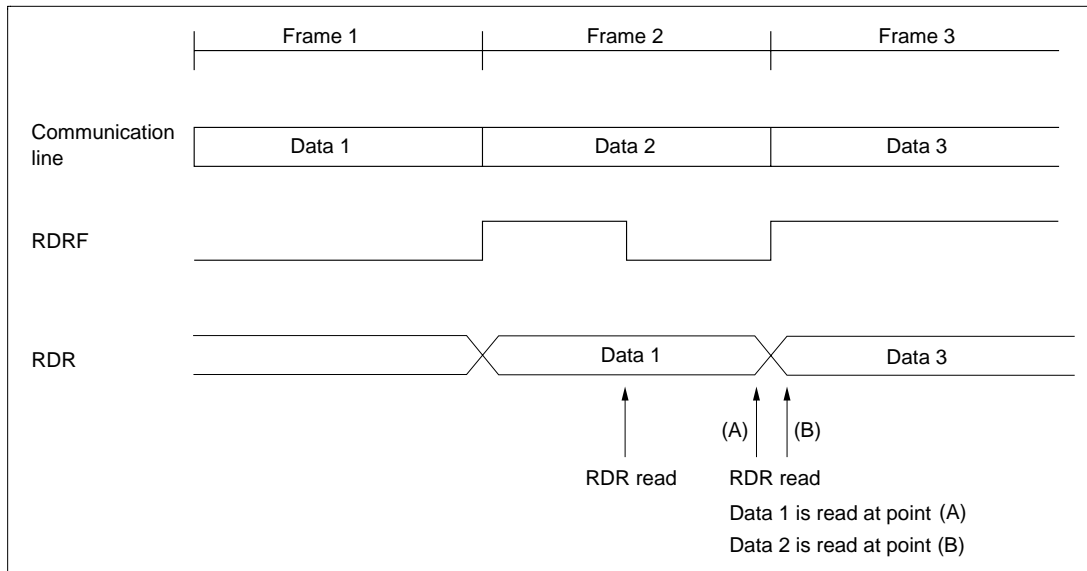 Frame 1 Frame 2 Frame 3
Communication
line
Data 1 Data 2 Data 3
RDRF
RDR
Data 1 Data 3
(A) (B)
RDR read RDR read
Data 1 is read at point (A)
Data 2 is read at point (B)